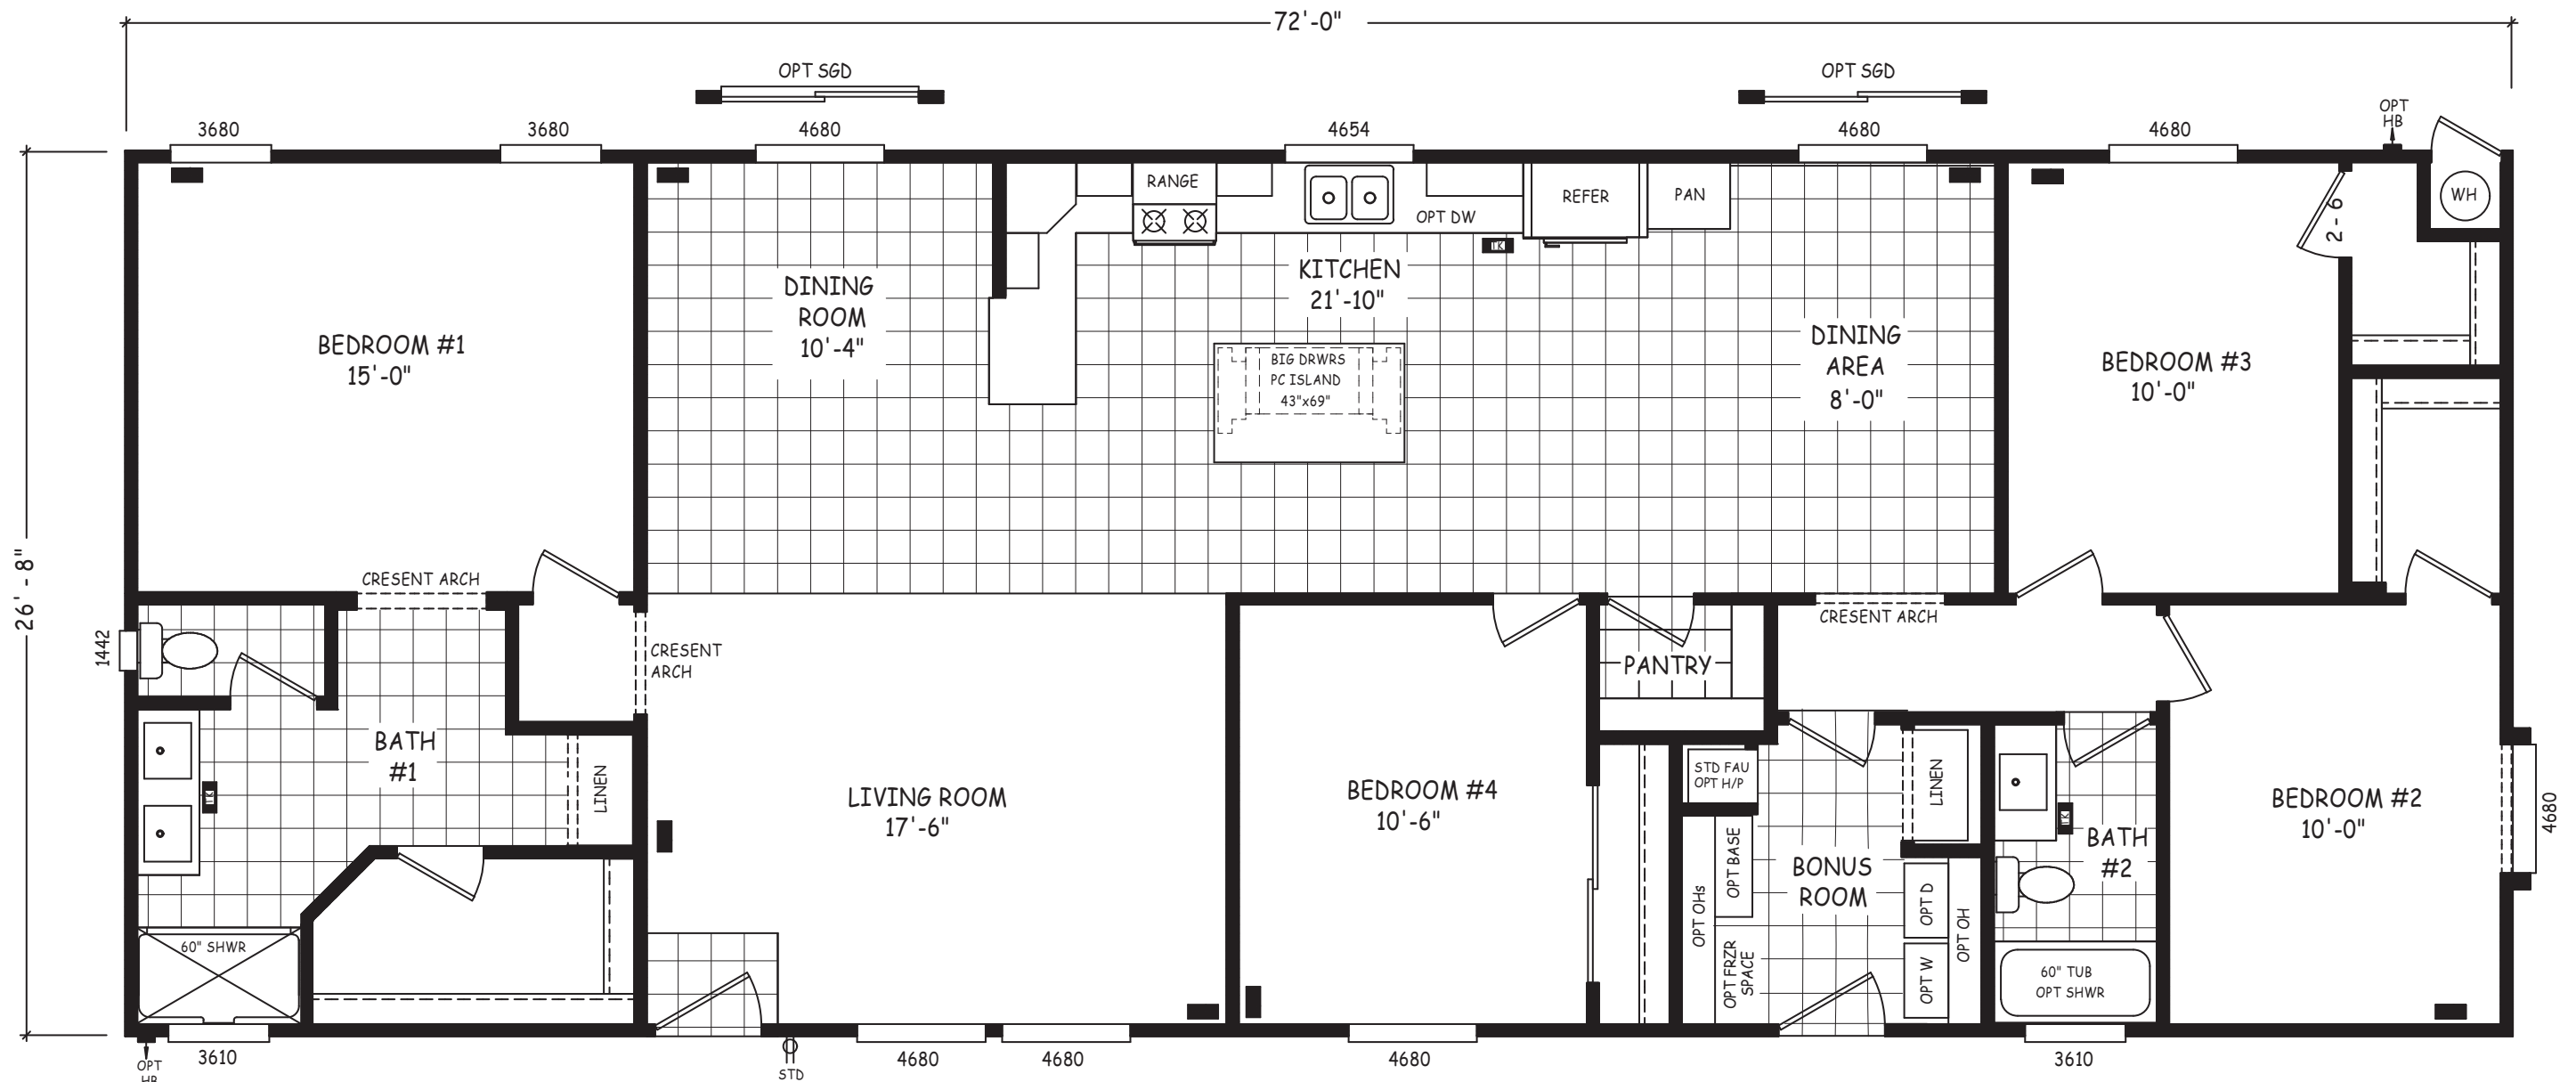 72'-0"
OPT SGD
OPT SGD
3680
3680
4680
4654
4680
4680
OPT
HB
RANGE
OPT DW
REFER
PAN
WH
2-6
TK
DINING
ROOM
10'-4"
KITCHEN
21'-10"
BIG DRWRS
PC ISLAND
43"x69"
DINING
AREA
8'-0"
BEDROOM #1
15'-0"
BEDROOM #3
10'-0"
26'-8"
CRESENT ARCH
CRESENT
ARCH
CRESENT ARCH
1442
PANTRY
BATH
#1
TK
LINEN
LIVING ROOM
17'-6"
BEDROOM #4
10'-6"
STD FAU
OPT H/P
LINEN
OPT BASE
OPT OHs
OPT FRZR
SPACE
BONUS
ROOM
OPT D
OPT W
OPT OH
TK
BATH
#2
BEDROOM #2
10'-0"
4680
60" SHWR
60" TUB
OPT SHWR
OPT
HB
3610
STD
4680
4680
4680
3610